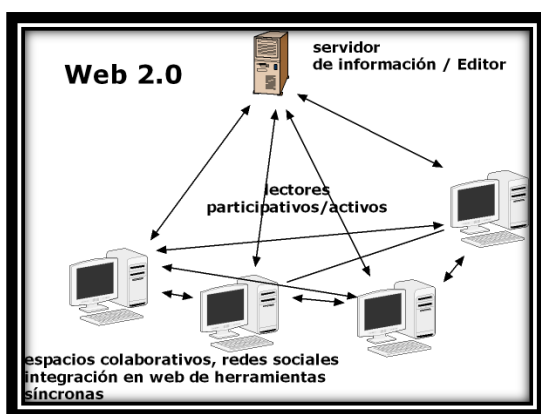 Web 2.0
servidor
de información / Editor
lectores
participativos/activos
espacios colaborativos, redes sociales
integración en web de herramientas
síncronas